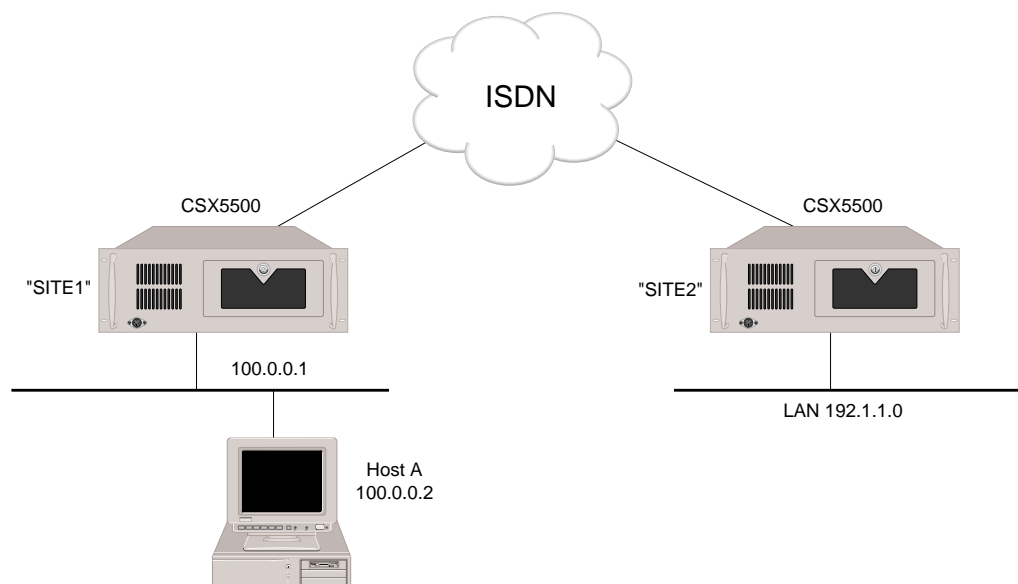 ISDN
CSX5500
CSX5500
"SITE1"
"SITE2"
100.0.0.1
LAN 192.1.1.0
Host A
100.0.0.2